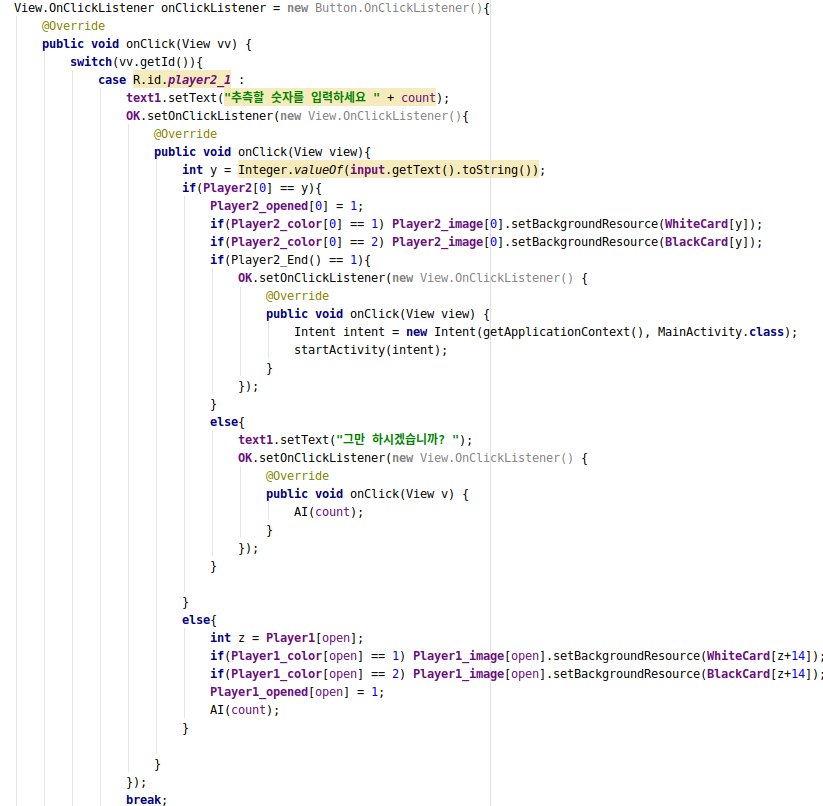 View.OnClickListener onClickListener = new Button.OnClickListener(){
@Override
public void onClick(View vv) {
switch(vv.getId()){
case R.id.player2_1 :
text1.setText("추측할 숫자를 입력하세요 " + count);
OK.setOnClickListener(new View.OnClickListener(){
@Override
public void onClick(View view){
int y = Integer.valueOf(input.getText().toString());
if(Player2[0] == y){
Player2_opened[0] = 1;
if(Player2_color[0] == 1) Player2_image[0].setBackgroundResource(WhiteCard[y]);
if(Player2_color[0] == 2) Player2_image[0].setBackgroundResource(BlackCard[y]);
if(Player2_End() == 1){
OK.setOnClickListener(new View.OnClickListener() {
@Override
public void onClick(View view) {
Intent intent = new Intent(getApplicationContext(), MainActivity.class);
startActivity(intent);
}
});
}
else{
text1.setText("그만 하시겠습니까? ");
OK.setOnClickListener(new View.OnClickListener() {
@Override
public void onClick(View v) {
AI(count);
}
});
}
}
else{
int z = Player1[open];
if(Player1_color[open] == 1) Player1_image[open].setBackgroundResource(WhiteCard[z+14]);
if(Player1_color[open] == 2) Player1_image[open].setBackgroundResource(BlackCard[z+14]);
Player1_opened[open] = 1;
AI(count);
}
}
});
break;